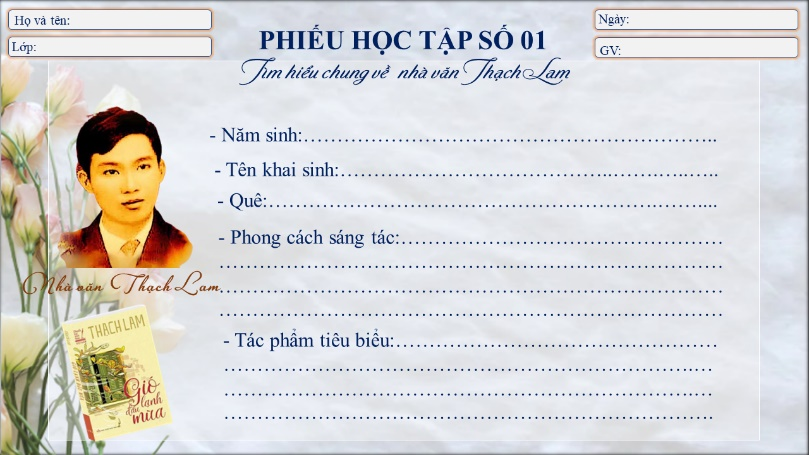 Họ và tên:
Lớp:
PHIẾU HỌC TẬP SỐ 01
Ngày:
GV:
Tìm hiểu chung về nhà văn Thạch Lam
- Năm sinh:……………………………………………………..
- Tên khai sinh:…………………………………..……………..
- Quê:……………………………………………………….…....
- Phong cách sáng tác:…………………………………………
…………………………………………………………………
…………………………………………………………………
…………………………………………………………………
Nhà văn Thạch Lam
- Tác phẩm tiêu biểu:…………………………………………
……………………………………………………………….
……………………………………………………………….
……………………………………………………………….
THẠCH LAM
Gió
lạnh
đầu
mùa